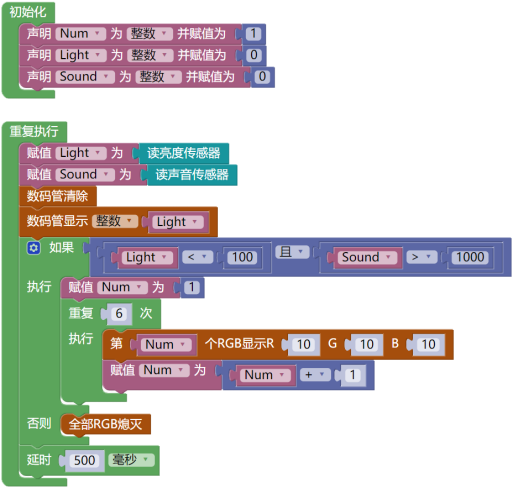 初始化
声明 Num 为 整数 并赋值为 1
声明 Light 为 整数 并赋值为 0
声明 Sound 为 整数 并赋值为 0
重复执行
赋值 Light 为 读亮度传感器
赋值 Sound 为 读声音传感器
数码管清除
数码管显示 整数 Light
如果 Light < 100 且 Sound > 1000
执行 赋值 Num 为 1
重复 6 次
执行 第 Num 个RGB显示R 10 G 10 B 10
赋值 Num 为 Num + 1
否则 全部RGB熄灭
延时 500 毫秒